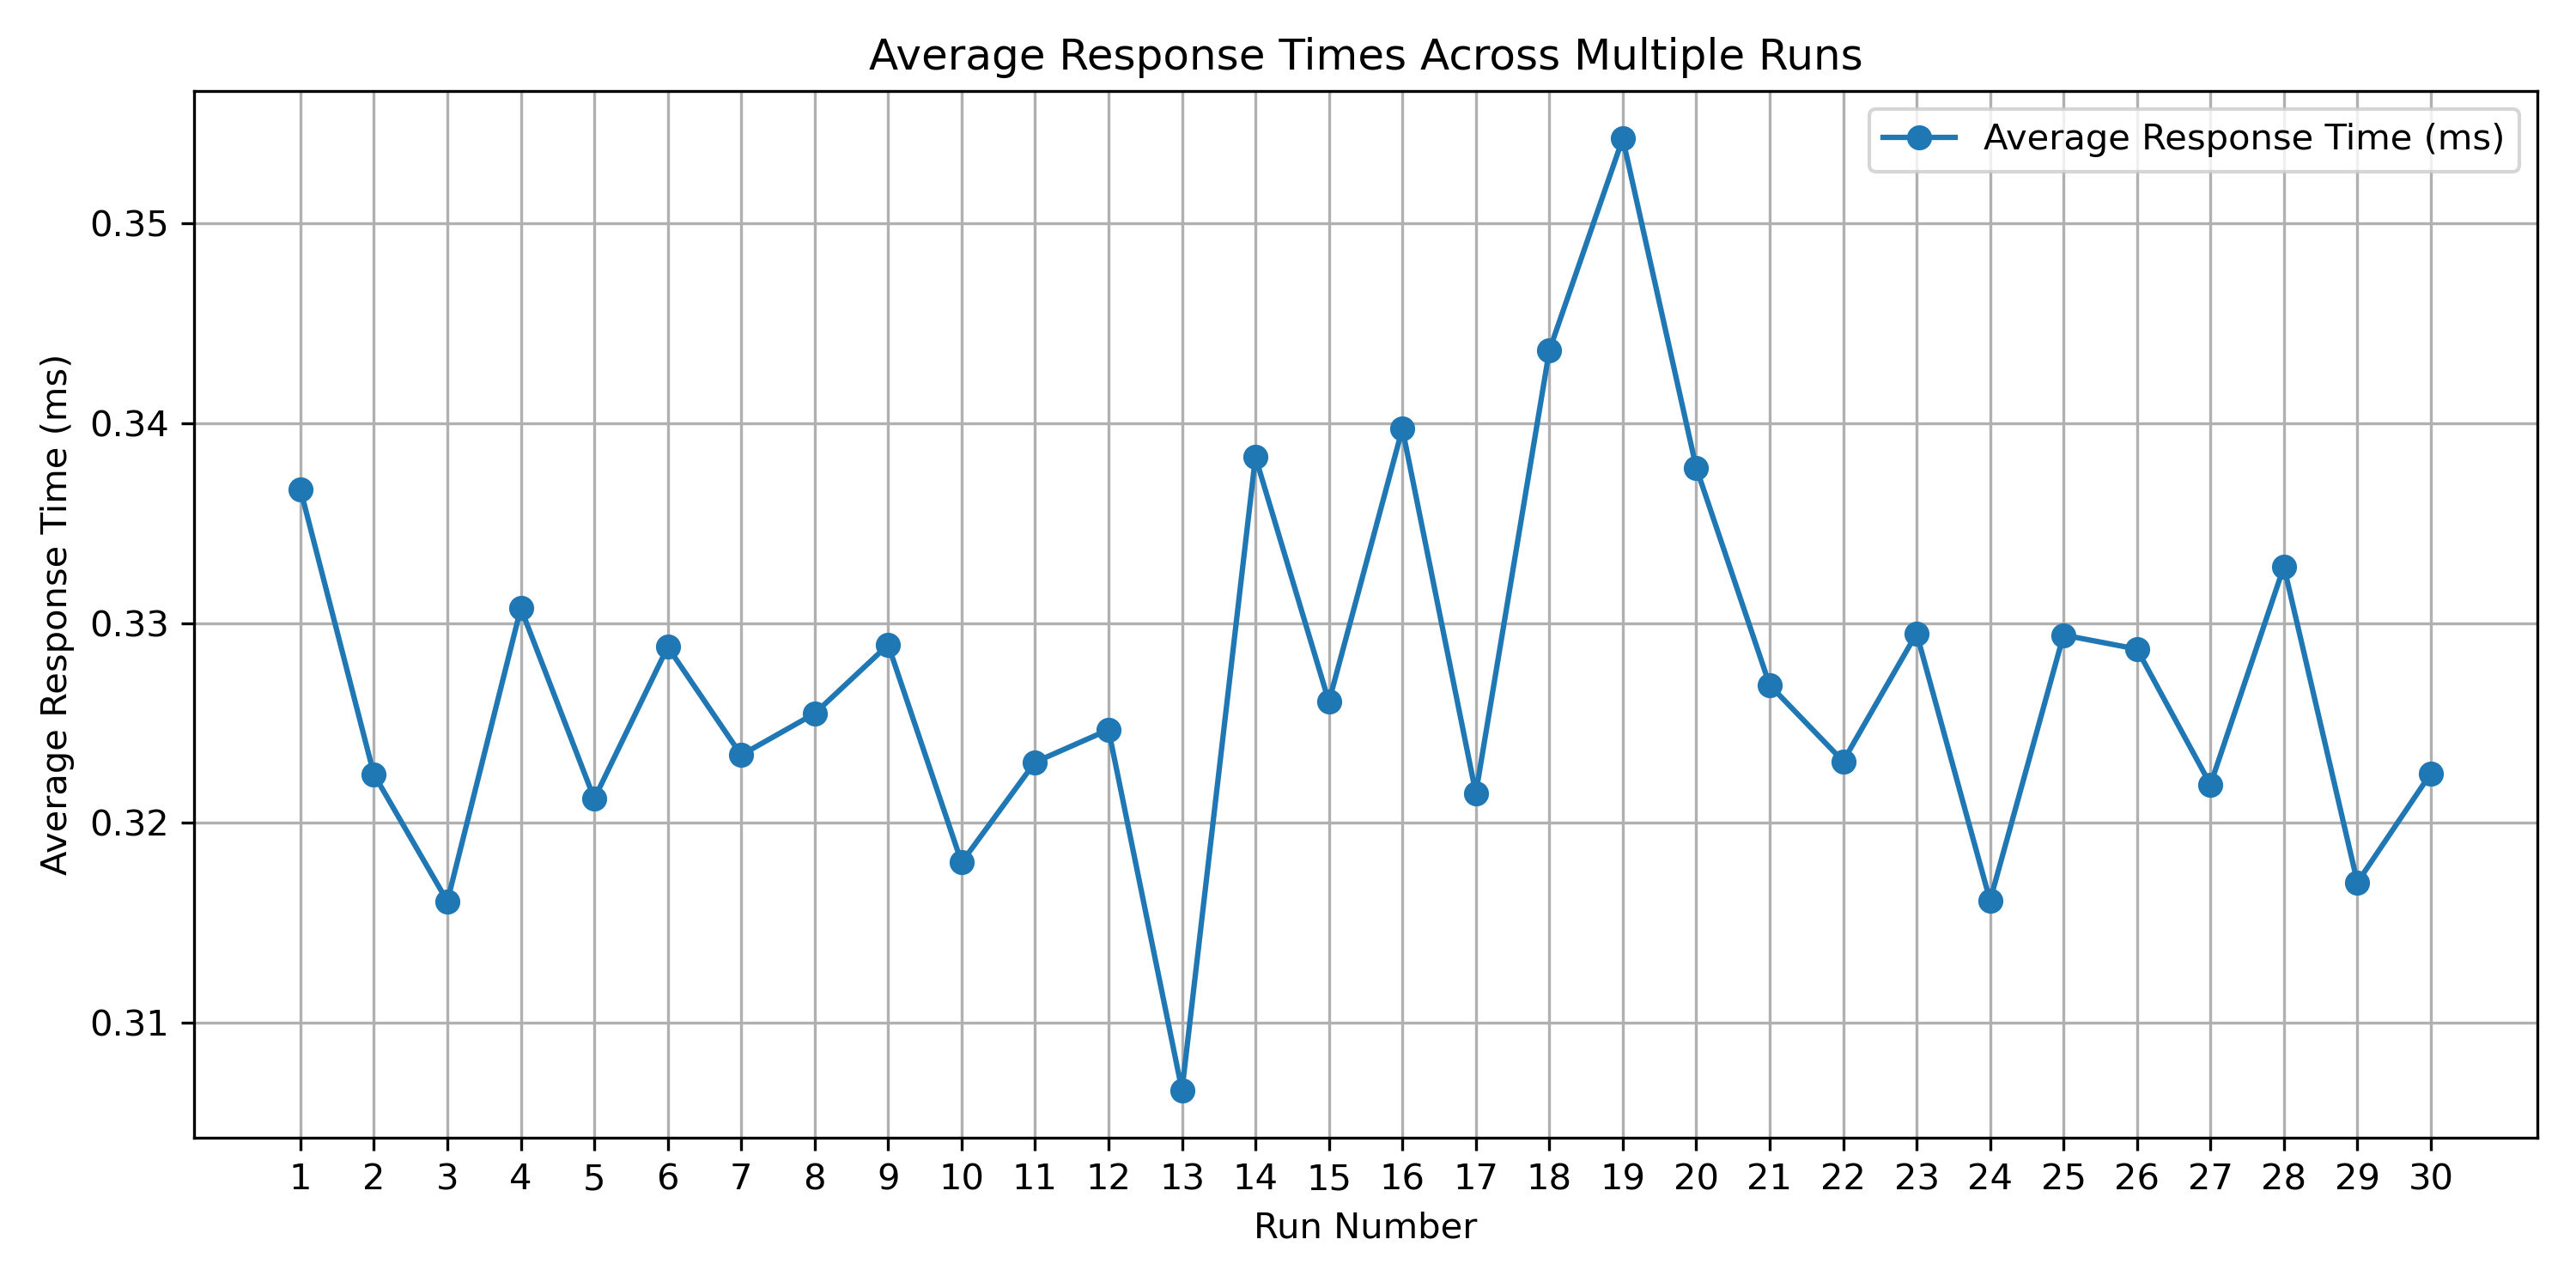 Average Response Times Across Multiple Runs
Average Response Time (ms)
0.35
0.34
0.33
0.32
0.31
Average Response Time (ms)
1 2 3 4 5 6 7 8 9 10 11 12 13 14 15 16 17 18 19 20 21 22 23 24 25 26 27 28 29 30
Run Number